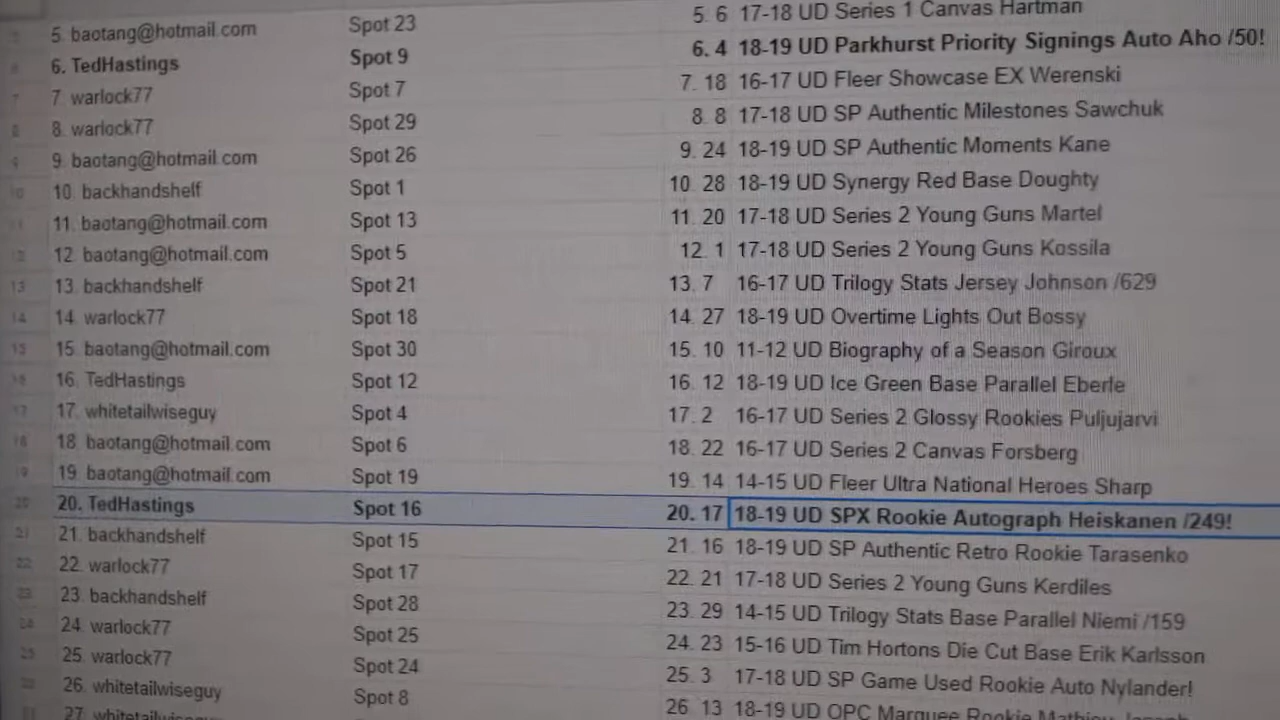 5. baotang@hotmail.com Spot 23 5. 6 17-18 UD Series 1 Canvas Hartman
6. TedHastings Spot 9 6. 4 18-19 UD Parkhurst Priority Signings Auto Aho /50!
7. warlock77 Spot 7 7. 18 16-17 UD Fleer Showcase EX Werenski
8. warlock77 Spot 29 8. 8 17-18 UD SP Authentic Milestones Sawchuk
9. baotang@hotmail.com Spot 26 9. 24 18-19 UD SP Authentic Moments Kane
10. backhandshelf Spot 1 10. 28 18-19 UD Synergy Red Base Doughty
11. baotang@hotmail.com Spot 13 11. 20 17-18 UD Series 2 Young Guns Martel
12. baotang@hotmail.com Spot 5 12. 1 17-18 UD Series 2 Young Guns Kossila
13. backhandshelf Spot 21 13. 7 16-17 UD Trilogy Stats Jersey Johnson /629
14. warlock77 Spot 18 14. 27 18-19 UD Overtime Lights Out Bossy
15. baotang@hotmail.com Spot 30 15. 10 11-12 UD Biography of a Season Giroux
16. TedHastings Spot 12 16. 12 18-19 UD Ice Green Base Parallel Eberle
17. whitetailwiseguy Spot 4 17. 2 16-17 UD Series 2 Glossy Rookies Puljujarvi
18. baotang@hotmail.com Spot 6 18. 22 16-17 UD Series 2 Canvas Forsberg
19. baotang@hotmail.com Spot 19 19. 14 14-15 UD Fleer Ultra National Heroes Sharp
20. TedHastings Spot 16 20. 17 18-19 UD SPX Rookie Autograph Heiskanen /249!
21. backhandshelf Spot 15 21. 16 18-19 UD SP Authentic Retro Rookie Tarasenko
22. warlock77 Spot 17 22. 21 17-18 UD Series 2 Young Guns Kerdiles
23. backhandshelf Spot 28 23. 29 14-15 UD Trilogy Stats Base Parallel Niemi /159
24. warlock77 Spot 25 24. 23 15-16 UD Tim Hortons Die Cut Base Erik Karlsson
25. warlock77 Spot 24 25. 3 17-18 UD SP Game Used Rookie Auto Nylander!
26. whitetailwiseguy Spot 8 26. 13 18-19 UD OPC Marquee Rookie Mathieu Joseph
27. whitetailwiseguy